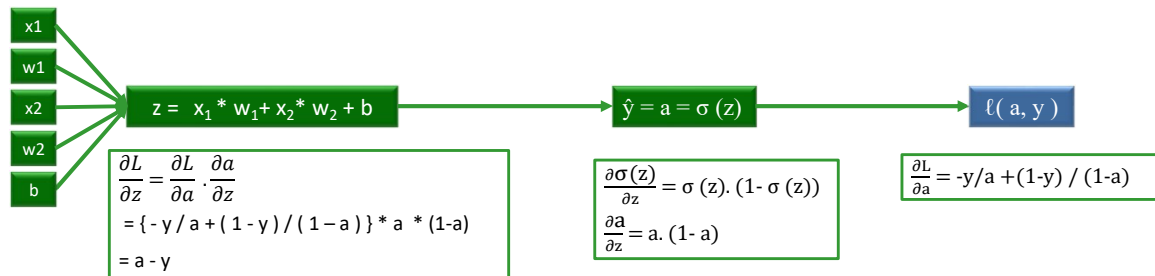 x1
w1
x2
w2
b
z = x₁ * w₁+ x₂* w₂ + b
ŷ = a = σ (z)
ℓ( a, y )
∂L/∂z = ∂L/∂a . ∂a/∂z
= { - y / a + ( 1 - y ) / ( 1 – a ) } * a * (1-a)
= a - y
∂σ(z)/∂z = σ (z). (1- σ (z))
∂a/∂z = a. (1- a)
∂L/∂a = -y/a +(1-y) / (1-a)